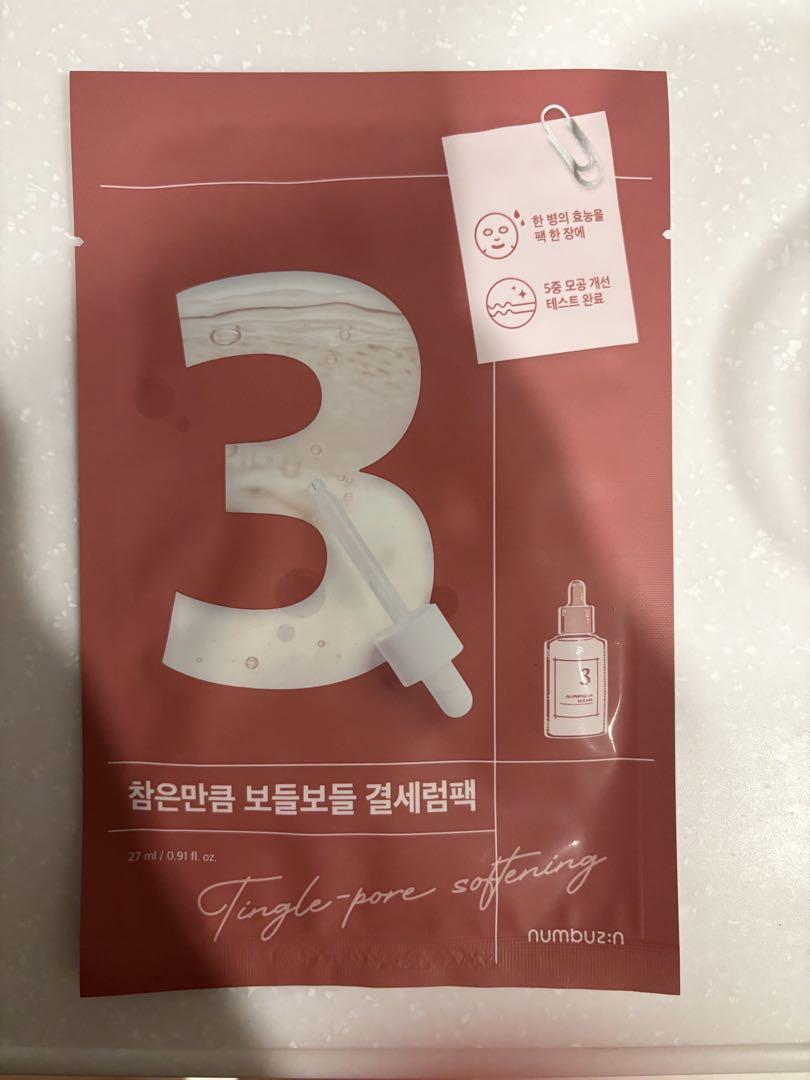 한 병의 효능을
팩 한 장에
5중 모공 개선
테스트 완료
3
3
numbuz:n
참은만큼 보들보들 결세럼팩
27 ml / 0.91 fl. oz.
Tingle-pore softening
numbuz:n